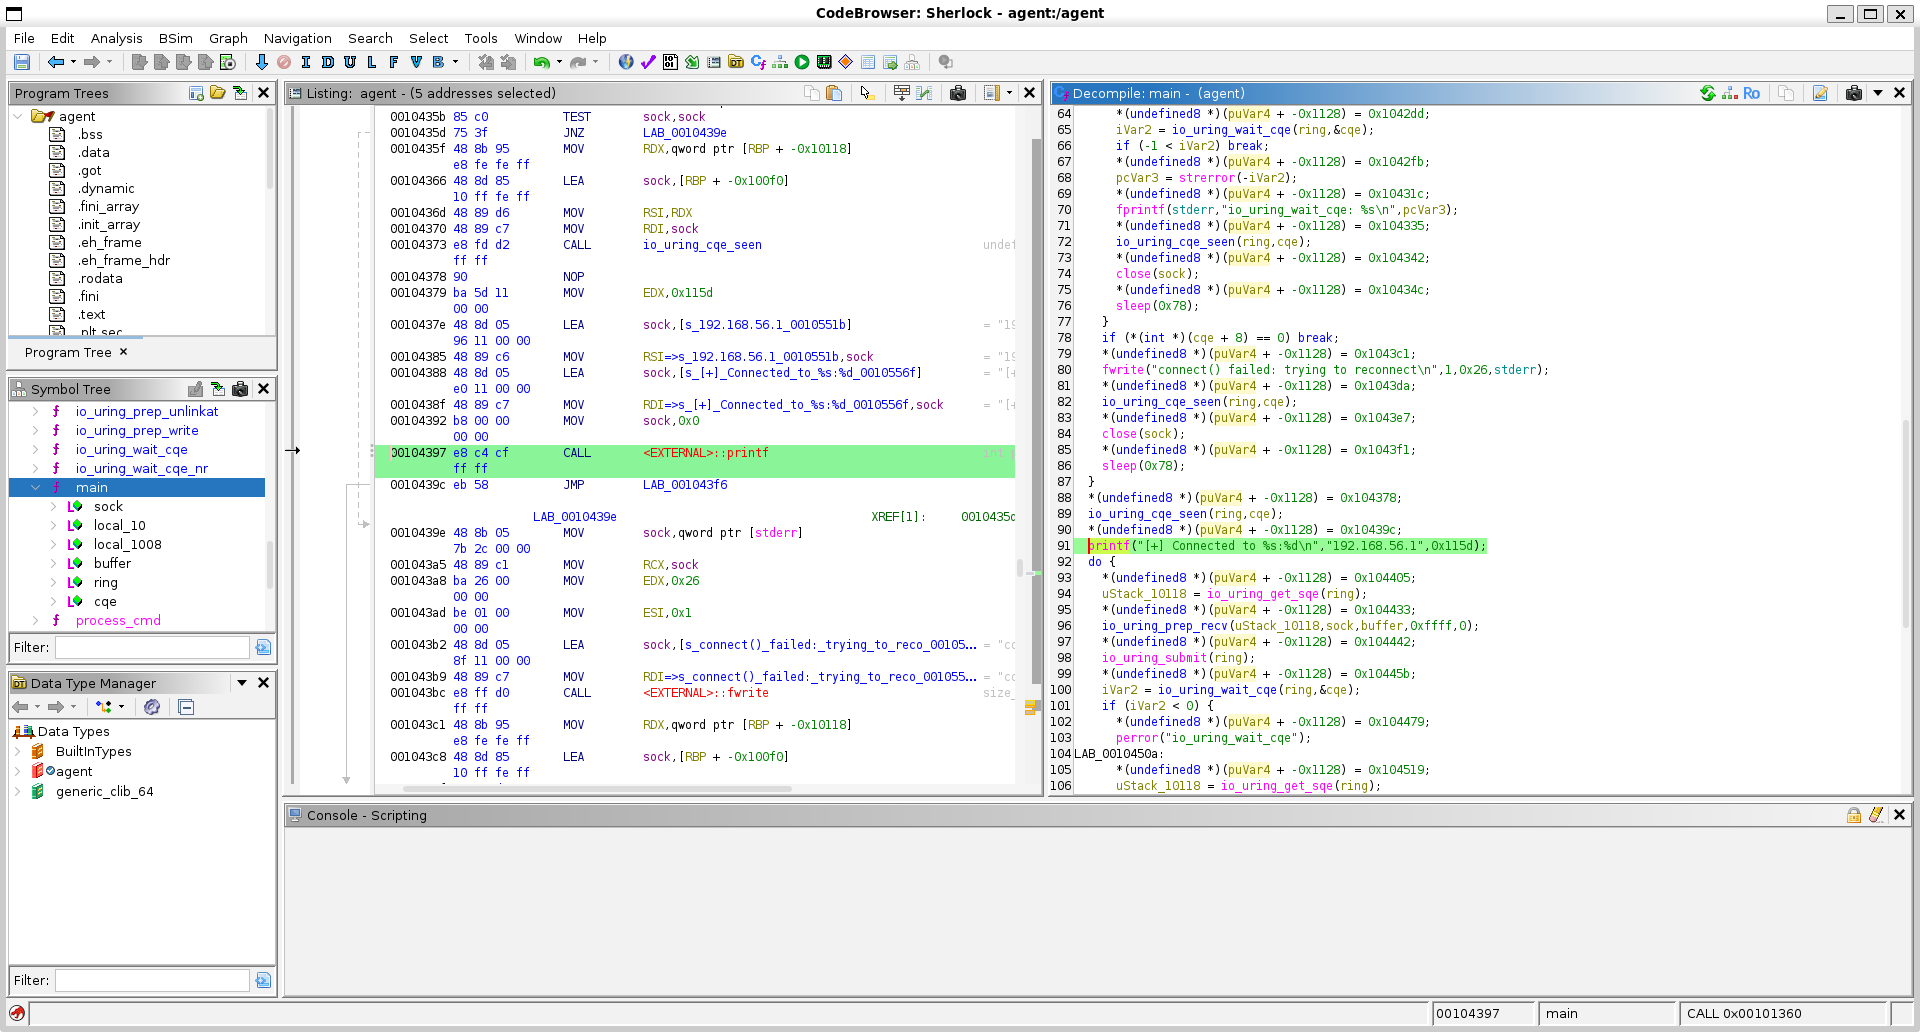 CodeBrowser: Sherlock - agent:/agent
File Edit Analysis BSim Graph Navigation Search Select Tools Window Help
I D U L F V B
Program Trees
agent
.bss
.data
.got
.dynamic
.fini_array
.init_array
.eh_frame
.eh_frame_hdr
.rodata
.fini
.text
.plt.sec
Program Tree
Symbol Tree
io_uring_prep_unlinkat
io_uring_prep_write
io_uring_wait_cqe
io_uring_wait_cqe_nr
main
sock
local_10
local_1008
buffer
ring
cqe
process_cmd
Filter:
Data Type Manager
Data Types
BuiltInTypes
agent
generic_clib_64
Filter:
Listing: agent - (5 addresses selected)
0010435b 85 c0 TEST sock,sock
0010435d 75 3f JNZ LAB_0010439e
0010435f 48 8b 95 MOV RDX,qword ptr [RBP + -0x10118]
e8 fe fe ff
00104366 48 8d 85 LEA sock,[RBP + -0x100f0]
10 ff fe ff
0010436d 48 89 d6 MOV RSI,RDX
00104370 48 89 c7 MOV RDI,sock
00104373 e8 fd d2 CALL io_uring_cqe_seen undef
ff ff
00104378 90 NOP
00104379 ba 5d 11 MOV EDX,0x115d
00 00
0010437e 48 8d 05 LEA sock,[s_192.168.56.1_0010551b] = "19
96 11 00 00
00104385 48 89 c6 MOV RSI=>s_192.168.56.1_0010551b,sock = "19
00104388 48 8d 05 LEA sock,[s_[+]_Connected_to_%s:%d_0010556f] = "[+
e0 11 00 00
0010438f 48 89 c7 MOV RDI=>s_[+]_Connected_to_%s:%d_0010556f,sock = "[+
00104392 b8 00 00 MOV sock,0x0
00 00
00104397 e8 c4 cf CALL <EXTERNAL>::printf int
ff ff
0010439c eb 58 JMP LAB_001043f6
LAB_0010439e XREF[1]: 0010435d
0010439e 48 8b 05 MOV sock,qword ptr [stderr]
7b 2c 00 00
001043a5 48 89 c1 MOV RCX,sock
001043a8 ba 26 00 MOV EDX,0x26
00 00
001043ad be 01 00 MOV ESI,0x1
00 00
001043b2 48 8d 05 LEA sock,[s_connect()_failed:_trying_to_reco_00105... = "co
8f 11 00 00
001043b9 48 89 c7 MOV RDI=>s_connect()_failed:_trying_to_reco_001055... = "co
001043bc e8 ff d0 CALL <EXTERNAL>::fwrite size_
ff ff
001043c1 48 8b 95 MOV RDX,qword ptr [RBP + -0x10118]
e8 fe fe ff
001043c8 48 8d 85 LEA sock,[RBP + -0x100f0]
10 ff fe ff
Decompile: main - (agent)
64 *(undefined8 *)(puVar4 + -0x1128) = 0x1042dd;
65 iVar2 = io_uring_wait_cqe(ring,&cqe);
66 if (-1 < iVar2) break;
67 *(undefined8 *)(puVar4 + -0x1128) = 0x1042fb;
68 pcVar3 = strerror(-iVar2);
69 *(undefined8 *)(puVar4 + -0x1128) = 0x10431c;
70 fprintf(stderr,"io_uring_wait_cqe: %s\n",pcVar3);
71 *(undefined8 *)(puVar4 + -0x1128) = 0x104335;
72 io_uring_cqe_seen(ring,cqe);
73 *(undefined8 *)(puVar4 + -0x1128) = 0x104342;
74 close(sock);
75 *(undefined8 *)(puVar4 + -0x1128) = 0x10434c;
76 sleep(0x78);
77 }
78 if (*(int *)(cqe + 8) == 0) break;
79 *(undefined8 *)(puVar4 + -0x1128) = 0x1043c1;
80 fwrite("connect() failed: trying to reconnect\n",1,0x26,stderr);
81 *(undefined8 *)(puVar4 + -0x1128) = 0x1043da;
82 io_uring_cqe_seen(ring,cqe);
83 *(undefined8 *)(puVar4 + -0x1128) = 0x1043e7;
84 close(sock);
85 *(undefined8 *)(puVar4 + -0x1128) = 0x1043f1;
86 sleep(0x78);
87 }
88 *(undefined8 *)(puVar4 + -0x1128) = 0x104378;
89 io_uring_cqe_seen(ring,cqe);
90 *(undefined8 *)(puVar4 + -0x1128) = 0x10439c;
91 printf("[+] Connected to %s:%d\n","192.168.56.1",0x115d);
92 do {
93 *(undefined8 *)(puVar4 + -0x1128) = 0x104405;
94 uStack_10118 = io_uring_get_sqe(ring);
95 *(undefined8 *)(puVar4 + -0x1128) = 0x104433;
96 io_uring_prep_recv(uStack_10118,sock,buffer,0xffff,0);
97 *(undefined8 *)(puVar4 + -0x1128) = 0x104442;
98 io_uring_submit(ring);
99 *(undefined8 *)(puVar4 + -0x1128) = 0x10445b;
100 iVar2 = io_uring_wait_cqe(ring,&cqe);
101 if (iVar2 < 0) {
102 *(undefined8 *)(puVar4 + -0x1128) = 0x104479;
103 perror("io_uring_wait_cqe");
104 LAB_0010450a:
105 *(undefined8 *)(puVar4 + -0x1128) = 0x104519;
106 uStack_10118 = io_uring_get_sqe(ring);
Console - Scripting
00104397 main CALL 0x00101360